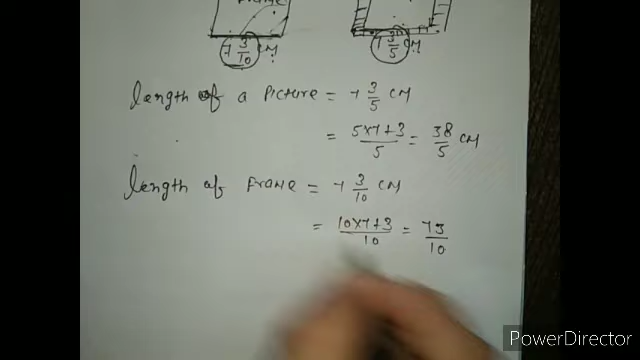 FRAME
7 3/10 CM
7 3/5 CM
length of a PICTURE = 7 3/5 CM
= 5×7+3/5 = 38/5 CM
length of FRAME = 7 3/10 CM
= 10×7+3/10 = 73/10
PowerDirector